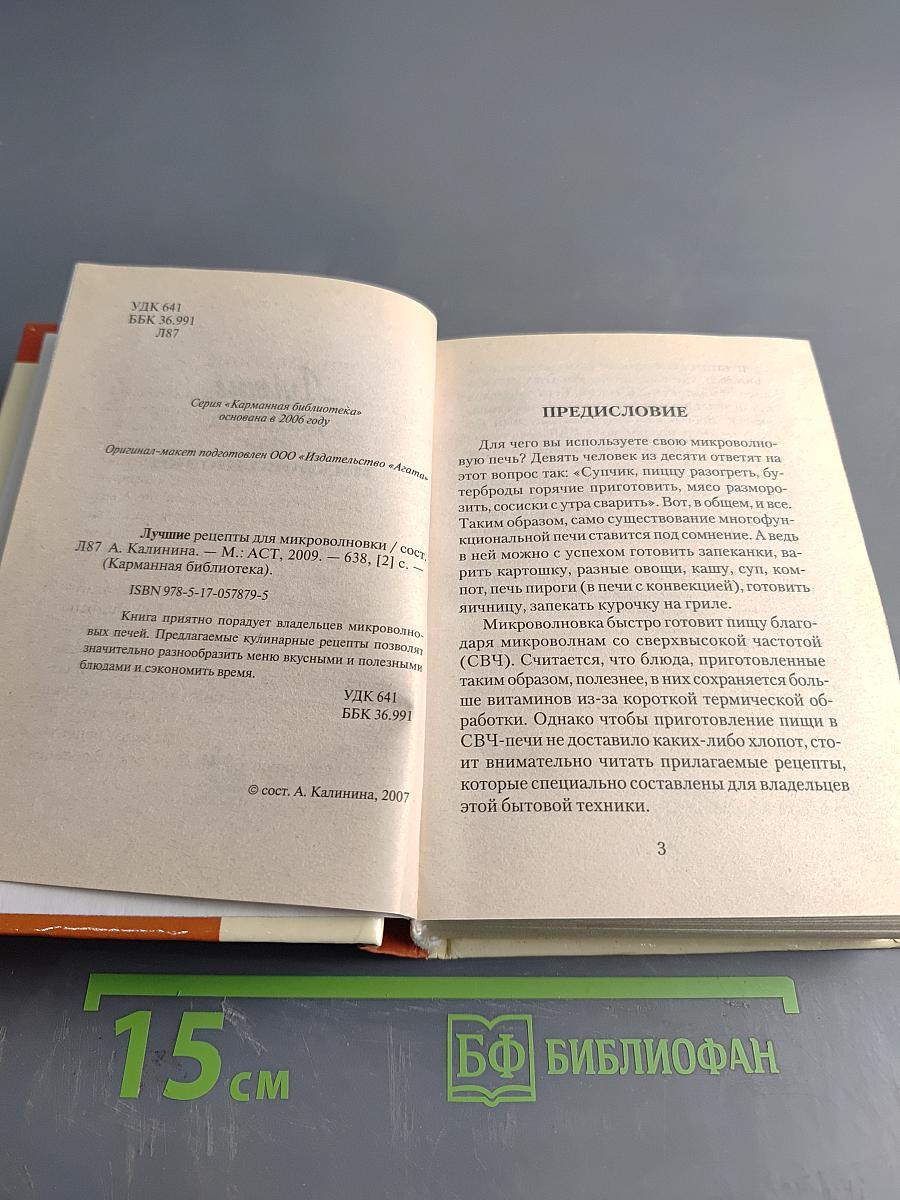 УДК 641
ББК 36.991
Л87
Серия «Карманная библиотека»
основана в 2006 году
Оригинал-макет подготовлен ООО «Издательство «Агата»
Лучшие рецепты для микроволновки / сост.
Л87 А. Калинина. — М.: АСТ, 2009. — 638, [2] с. —
(Карманная библиотека).
ISBN 978-5-17-057879-5
Книга приятно порадует владельцев микроволно-
вых печей. Предлагаемые кулинарные рецепты позволят
значительно разнообразить меню вкусными и полезными
блюдами и сэкономить время.
УДК 641
ББК 36.991
© сост. А. Калинина, 2007
ПРЕДИСЛОВИЕ
Для чего вы используете свою микроволно-
вую печь? Девять человек из десяти ответят на
этот вопрос так: «Супчик, пиццу разогреть, бу-
терброды горячие приготовить, мясо разморо-
зить, сосиски с утра сварить». Вот, в общем, и все.
Таким образом, само существование многофун-
кциональной печи ставится под сомнение. А ведь
в ней можно с успехом готовить запеканки, ва-
рить картошку, разные овощи, кашу, суп, ком-
пот, печь пироги (в печи с конвекцией), готовить
яичницу, запекать курочку на гриле.
Микроволновка быстро готовит пищу благо-
даря микроволнам со сверхвысокой частотой
(СВЧ). Считается, что блюда, приготовленные
таким образом, полезнее, в них сохраняется боль-
ше витаминов из-за короткой термической об-
работки. Однако чтобы приготовление пищи в
СВЧ-печи не доставило каких-либо хлопот, сто-
ит внимательно читать прилагаемые рецепты,
которые специально составлены для владельцев
этой бытовой техники.
3
15 см
БФ БИБЛИОФАН